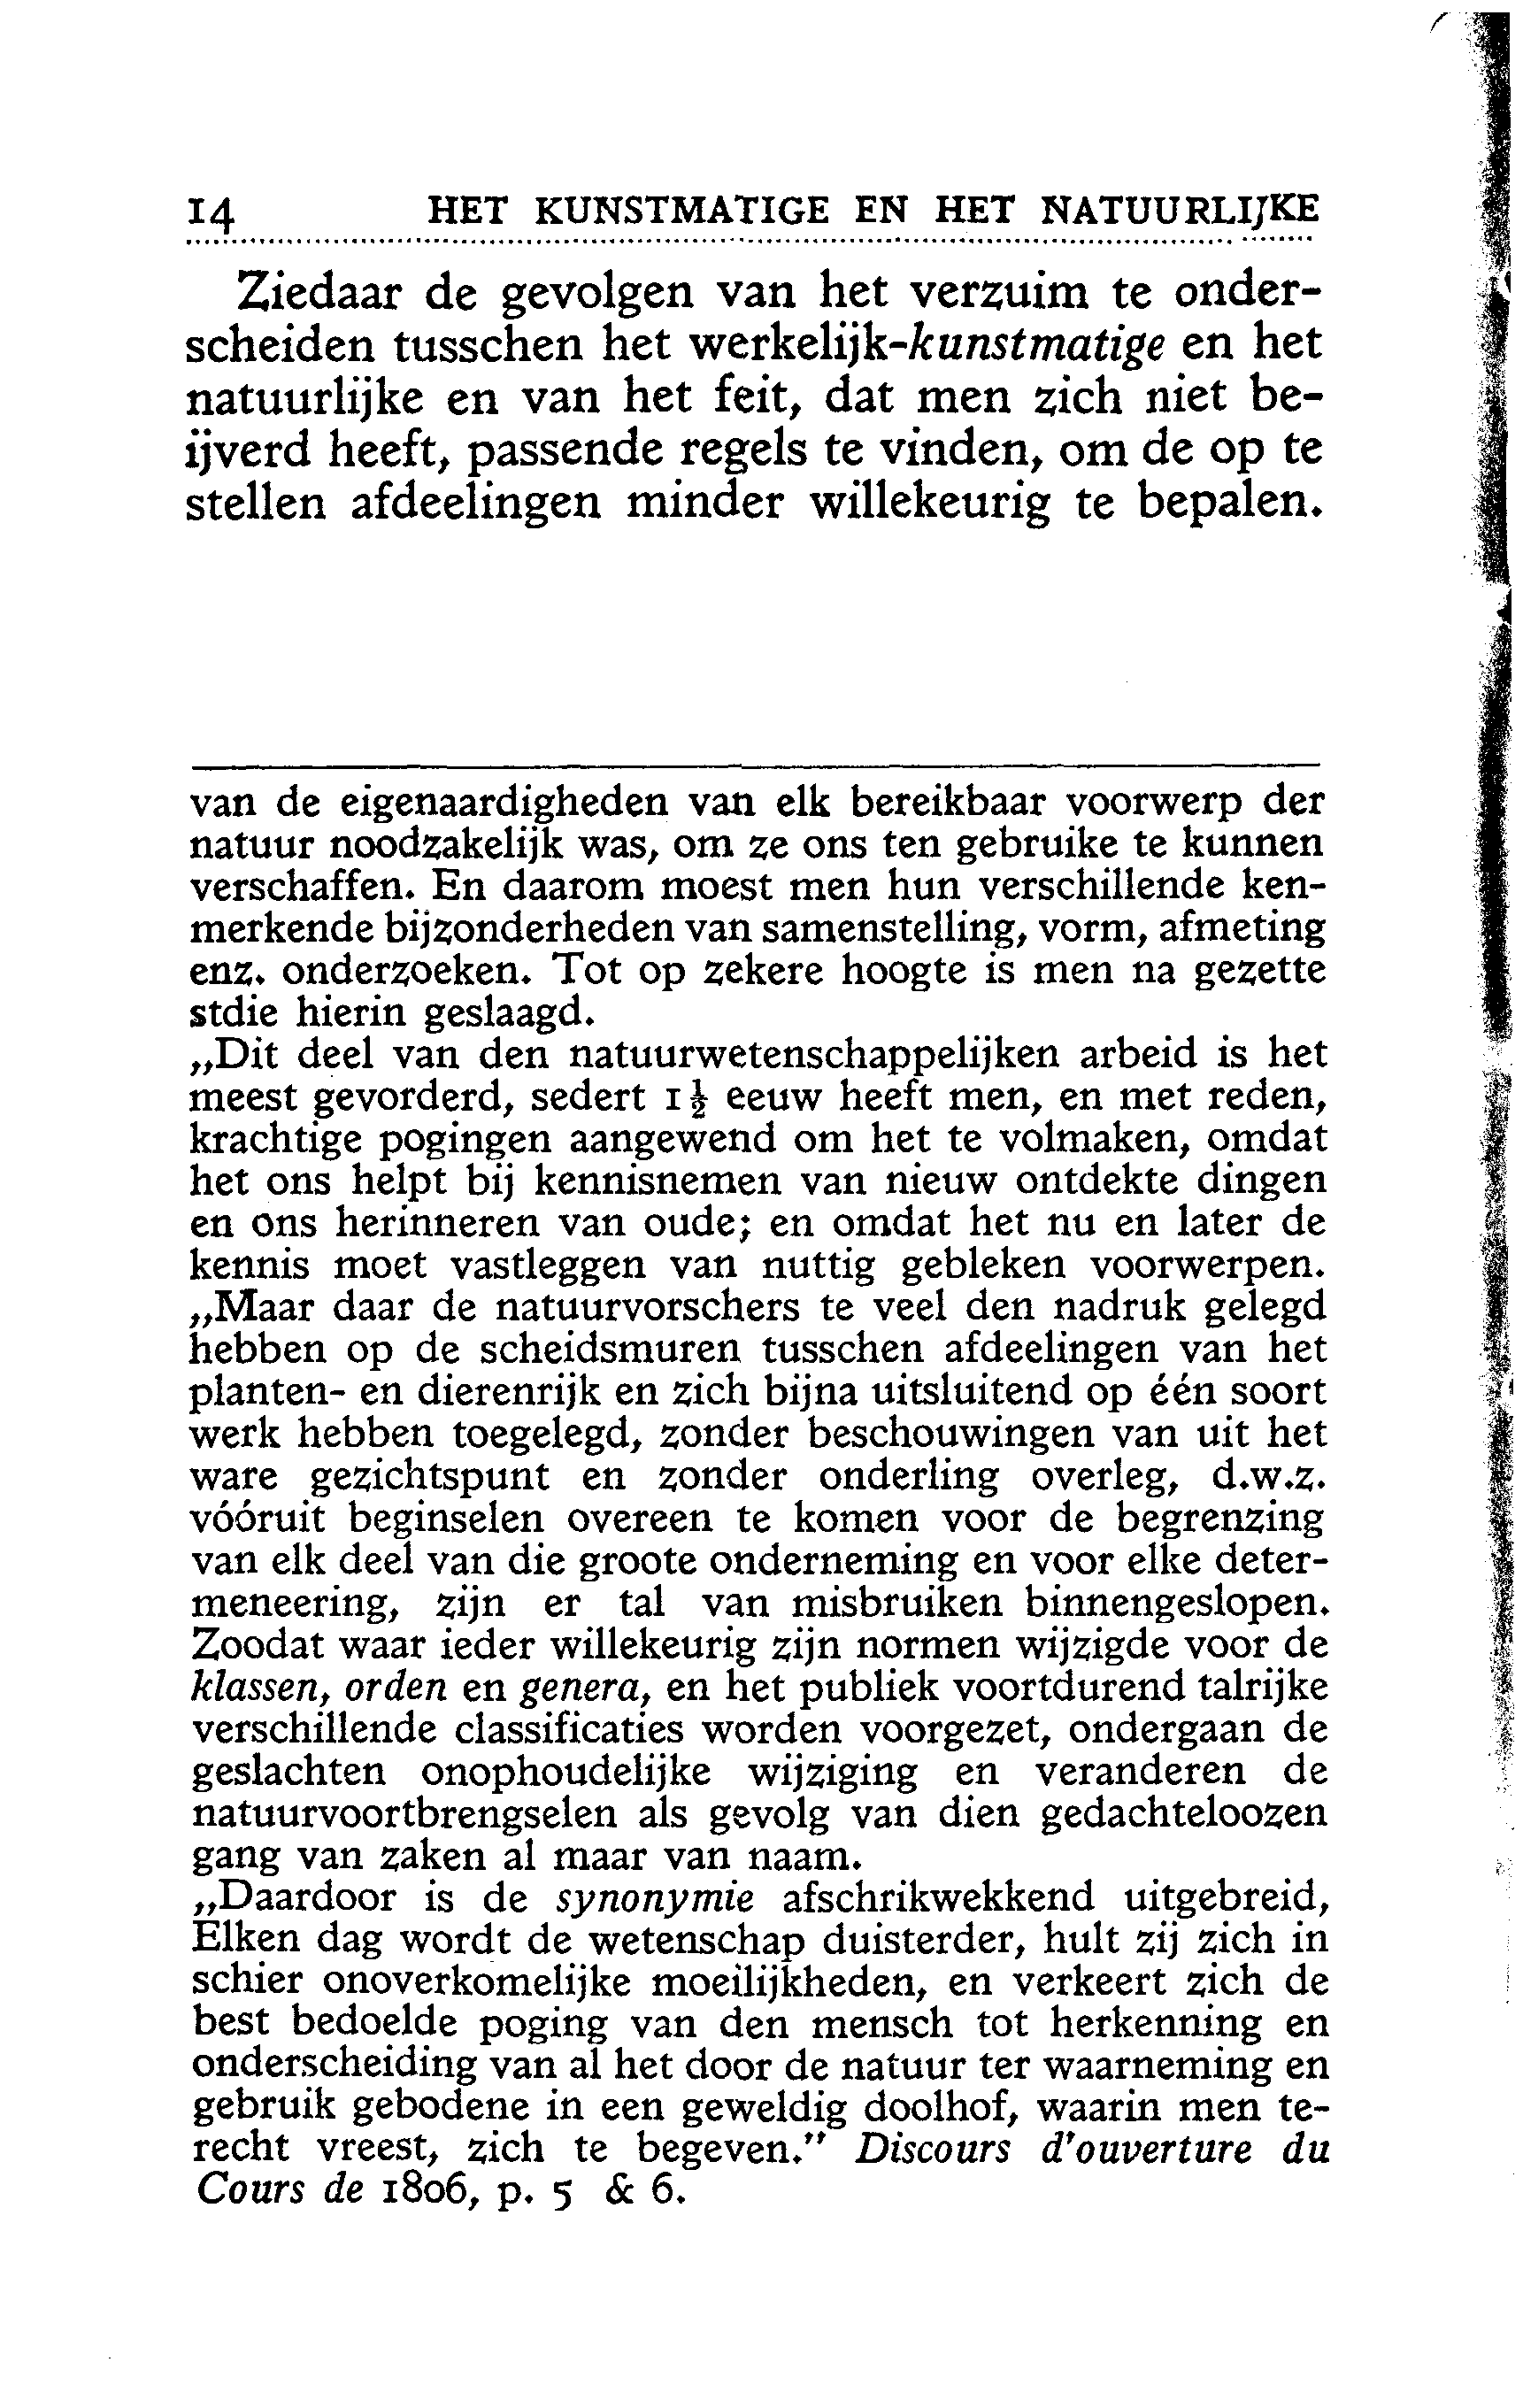 14 HET KUNSTMATIGE EN HET NATUURLIJKE
Ziedaar de gevolgen van het verzuim te onder-
scheiden tusschen het werkelijk-kunstmatige en het
natuurlijke en van het feit, dat men zich niet be-
ijverd heeft, passende regels te vinden, om de op te
stellen afdeelingen minder willekeurig te bepalen.
van de eigenaardigheden van elk bereikbaar voorwerp der
natuur noodzakelijk was, om ze ons ten gebruike te kunnen
verschaffen. En daarom moest men hun verschillende ken-
merkende bijzonderheden van samenstelling, vorm, afmeting
enz. onderzoeken. Tot op zekere hoogte is men na gezette
stdie hierin geslaagd.
„Dit deel van den natuurwetenschappelijken arbeid is het
meest gevorderd, sedert 1½ eeuw heeft men, en met reden,
krachtige pogingen aangewend om het te volmaken, omdat
het ons helpt bij kennisnemen van nieuw ontdekte dingen
en ons herinneren van oude; en omdat het nu en later de
kennis moet vastleggen van nuttig gebleken voorwerpen.
„Maar daar de natuurvorschers te veel den nadruk gelegd
hebben op de scheidsmuren tusschen afdeelingen van het
planten- en dierenrijk en zich bijna uitsluitend op één soort
werk hebben toegelegd, zonder beschouwingen van uit het
ware gezichtspunt en zonder onderling overleg, d.w.z.
vóóruit beginselen overeen te komen voor de begrenzing
van elk deel van die groote onderneming en voor elke deter-
meneering, zijn er tal van misbruiken binnengeslopen.
Zoodat waar ieder willekeurig zijn normen wijzigde voor de
klassen, orden en genera, en het publiek voortdurend talrijke
verschillende classificaties worden voorgezet, ondergaan de
geslachten onophoudelijke wijziging en veranderen de
natuurvoortbrengselen als gevolg van dien gedachteloozen
gang van zaken al maar van naam.
„Daardoor is de synonymie afschrikwekkend uitgebreid,
Elken dag wordt de wetenschap duisterder, hult zij zich in
schier onoverkomelijke moeilijkheden, en verkeert zich de
best bedoelde poging van den mensch tot herkenning en
onderscheiding van al het door de natuur ter waarneming en
gebruik gebodene in een geweldig doolhof, waarin men te-
recht vreest, zich te begeven." Discours d'ouverture du
Cours de 1806, p. 5 & 6.